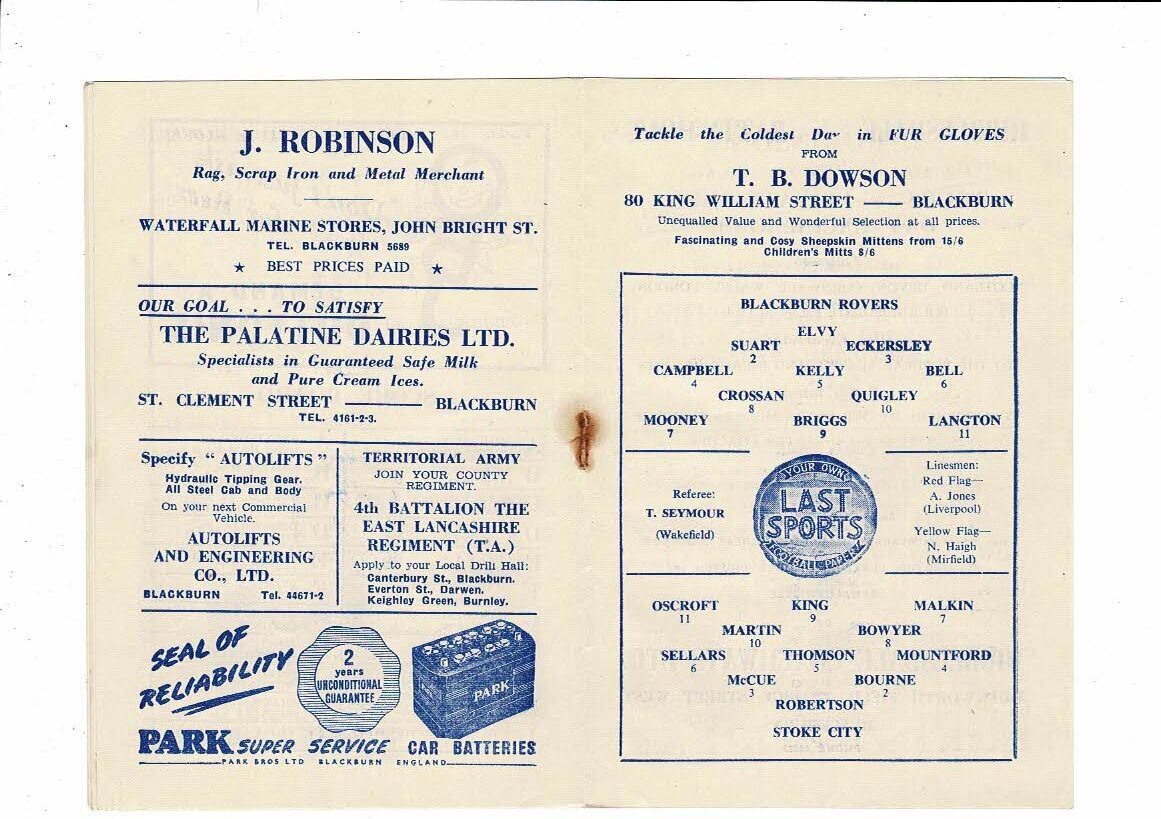 J. ROBINSON
Rag, Scrap Iron and Metal Merchant
WATERFALL MARINE STORES, JOHN BRIGHT ST.
TEL. BLACKBURN 5689
★ BEST PRICES PAID ★
OUR GOAL . . . TO SATISFY
THE PALATINE DAIRIES LTD.
Specialists in Guaranteed Safe Milk
and Pure Cream Ices.
ST. CLEMENT STREET —— BLACKBURN
TEL. 4161-2-3.
Specify “ AUTOLIFTS ”
Hydraulic Tipping Gear.
All Steel Cab and Body
On your next Commercial
Vehicle.
AUTOLIFTS
AND ENGINEERING
CO., LTD.
BLACKBURN Tel. 44671-2
TERRITORIAL ARMY
JOIN YOUR COUNTY
REGIMENT.
4th BATTALION THE
EAST LANCASHIRE
REGIMENT (T.A.)
Apply to your Local Drill Hall:
Canterbury St., Blackburn.
Everton St., Darwen.
Keighley Green, Burnley.
SEAL OF
RELIABILITY
2
years
UNCONDITIONAL
GUARANTEE
PARK
PARK SUPER SERVICE CAR BATTERIES
PARK BROS LTD BLACKBURN ENGLAND
Tackle the Coldest Day in FUR GLOVES
FROM
T. B. DOWSON
80 KING WILLIAM STREET —— BLACKBURN
Unequalled Value and Wonderful Selection at all prices.
Fascinating and Cosy Sheepskin Mittens from 15/6
Children's Mitts 8/6
BLACKBURN ROVERS
ELVY
SUART ECKERSLEY
2 3
CAMPBELL KELLY BELL
4 5 6
CROSSAN QUIGLEY
8 10
MOONEY BRIGGS LANGTON
7 9 11
Referee:
T. SEYMOUR
(Wakefield)
YOUR OWN
LAST
SPORTS
FOOTBALL PAPER
Linesmen:
Red Flag—
A. Jones
(Liverpool)
Yellow Flag—
N. Haigh
(Mirfield)
OSCROFT KING MALKIN
11 9 7
MARTIN BOWYER
10 8
SELLARS THOMSON MOUNTFORD
6 5 4
McCUE BOURNE
3 2
ROBERTSON
STOKE CITY